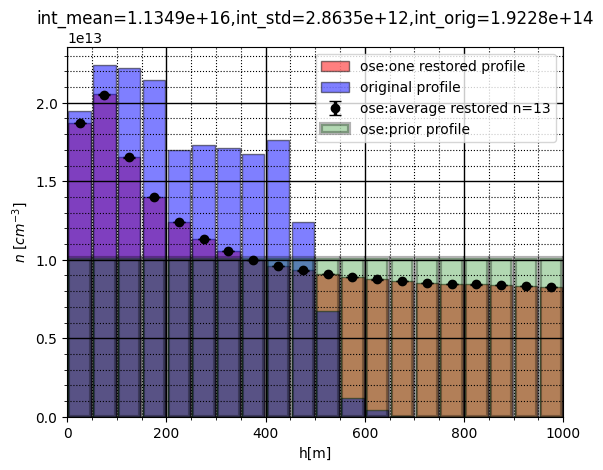 int_mean=1.1349e+16,int_std=2.8635e+12,int_orig=1.9228e+14
1e13
ose:one restored profile
original profile
ose:average restored n=13
ose:prior profile
n [cm⁻³]
2.0
1.5
1.0
0.5
0.0
0 200 400 600 800 1000
h[m]